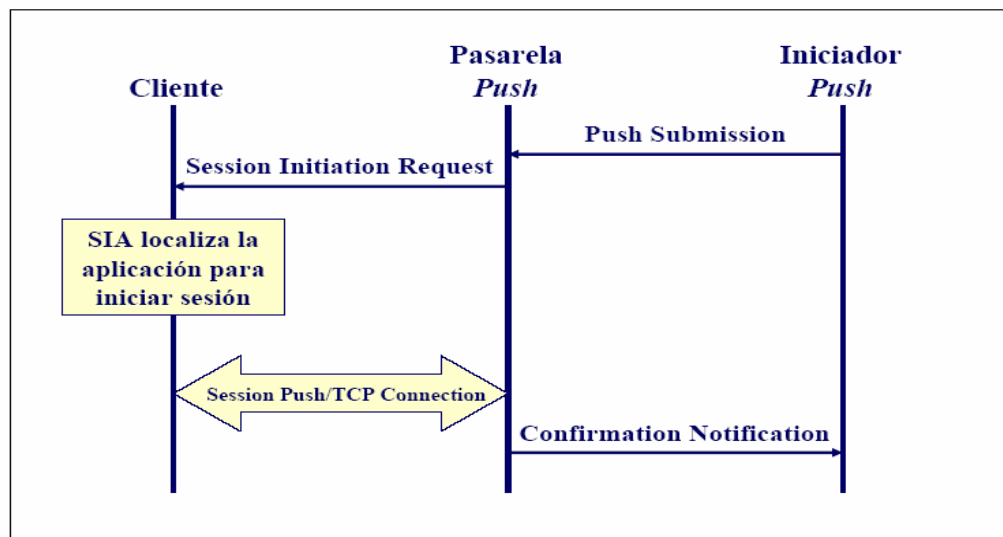 Pasarela
Push
Iniciador
Push
Cliente
Push Submission
Session Initiation Request
SIA localiza la
aplicación para
iniciar sesión
Session Push/TCP Connection
Confirmation Notification